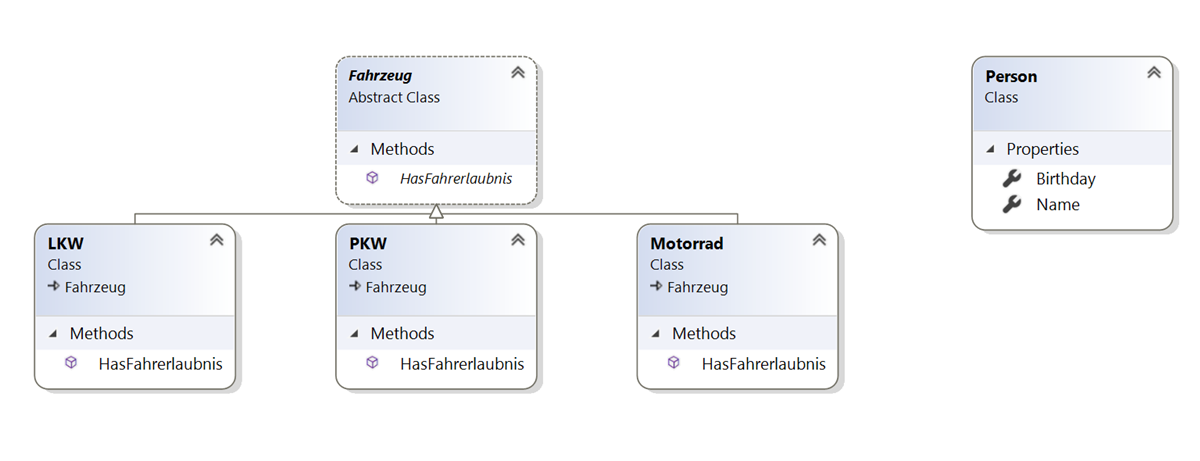 Fahrzeug
Abstract Class
Methods
HasFahrerlaubnis
Person
Class
Properties
Birthday
Name
LKW
Class
Fahrzeug
Methods
HasFahrerlaubnis
PKW
Class
Fahrzeug
Methods
HasFahrerlaubnis
Motorrad
Class
Fahrzeug
Methods
HasFahrerlaubnis